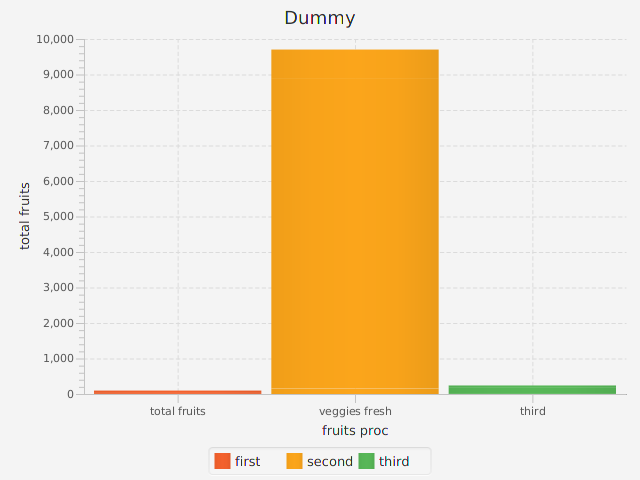 Dummy
10,000
9,000
8,000
7,000
6,000
5,000
4,000
3,000
2,000
1,000
0
total fruits
total fruits
veggies fresh
third
fruits proc
first
second
third